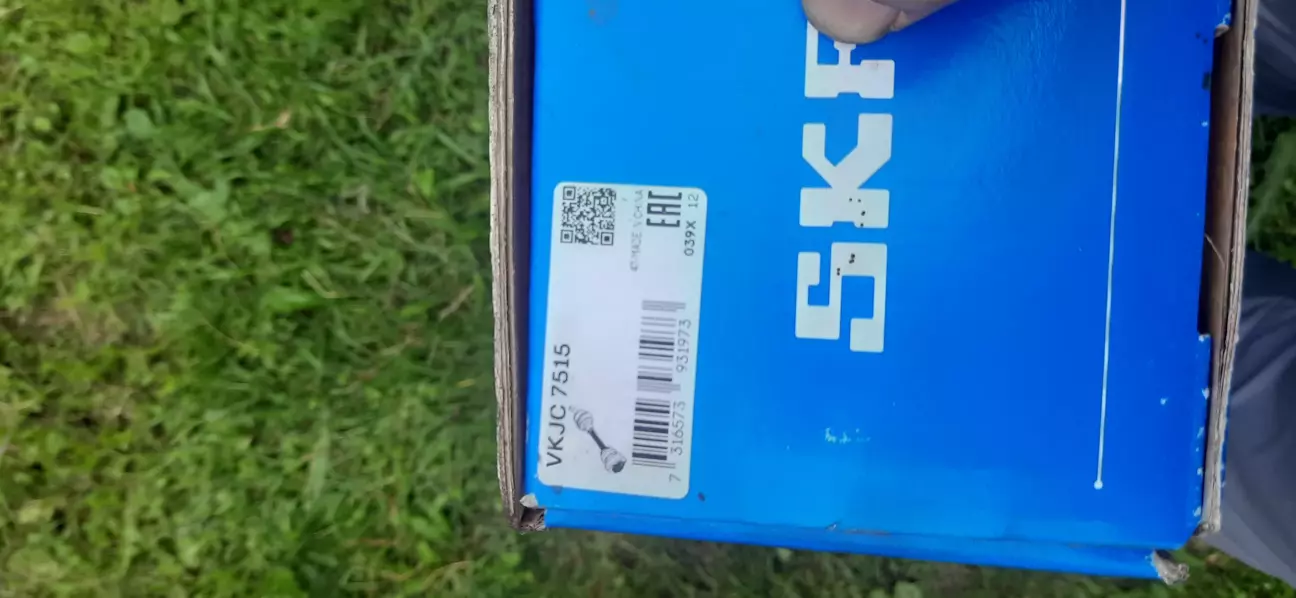 SKF
VKJC 7515
MADE IN CHINA
EAC
039X 12
7 316573 931973